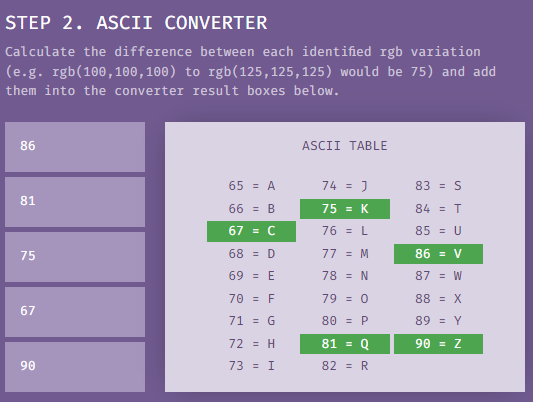 STEP 2. ASCII CONVERTER
Calculate the difference between each identified rgb variation
(e.g. rgb(100,100,100) to rgb(125,125,125) would be 75) and add
them into the converter result boxes below.
86
81
75
67
90
ASCII TABLE
65 = A 74 = J 83 = S
66 = B 75 = K 84 = T
67 = C 76 = L 85 = U
68 = D 77 = M 86 = V
69 = E 78 = N 87 = W
70 = F 79 = O 88 = X
71 = G 80 = P 89 = Y
72 = H 81 = Q 90 = Z
73 = I 82 = R